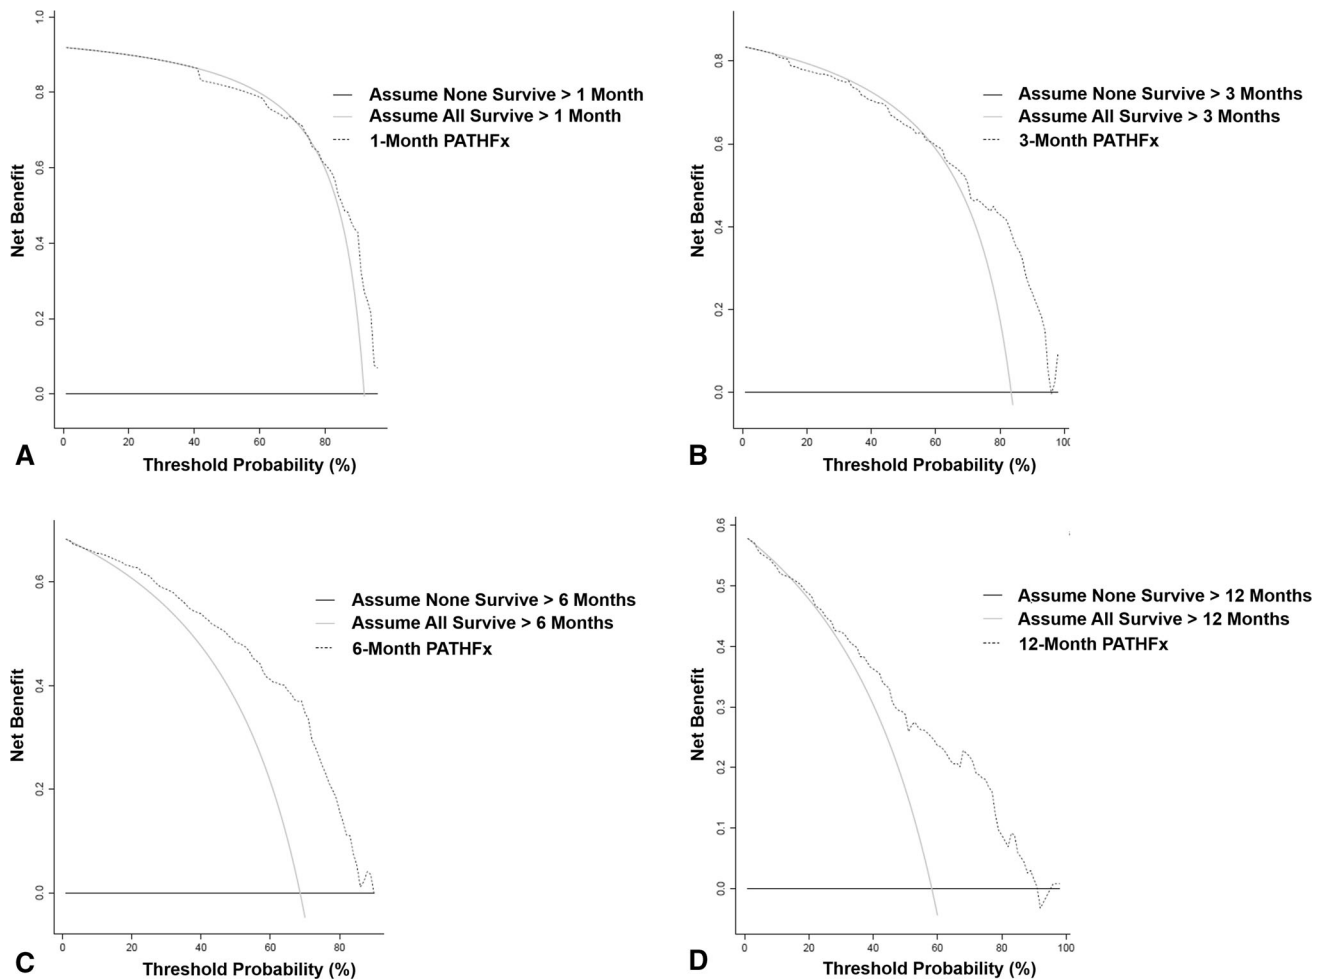 1.0
0.8
0.6
0.4
0.2
0.0
Net Benefit
Assume None Survive > 1 Month
Assume All Survive > 1 Month
1-Month PATHFx
0 20 40 60 80
Threshold Probability (%)
A
0.8
0.6
0.4
0.2
0.0
Net Benefit
Assume None Survive > 3 Months
Assume All Survive > 3 Months
3-Month PATHFx
0 20 40 60 80 100
Threshold Probability (%)
B
0.6
0.4
0.2
0.0
Net Benefit
Assume None Survive > 6 Months
Assume All Survive > 6 Months
6-Month PATHFx
0 20 40 60 80
Threshold Probability (%)
C
0.6
0.5
0.4
0.3
0.2
0.1
0.0
Net Benefit
Assume None Survive > 12 Months
Assume All Survive > 12 Months
12-Month PATHFx
0 20 40 60 80 100
Threshold Probability (%)
D